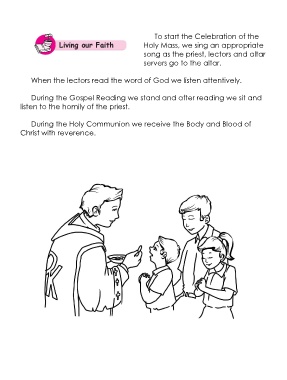 Living our Faith
To start the Celebration of the
Holy Mass, we sing an appropriate
song as the priest, lectors and altar
servers go to the altar.
When the lectors read the word of God we listen attentively.
During the Gospel Reading we stand and after reading we sit and
listen to the homily of the priest.
During the Holy Communion we receive the Body and Blood of
Christ with reverence.